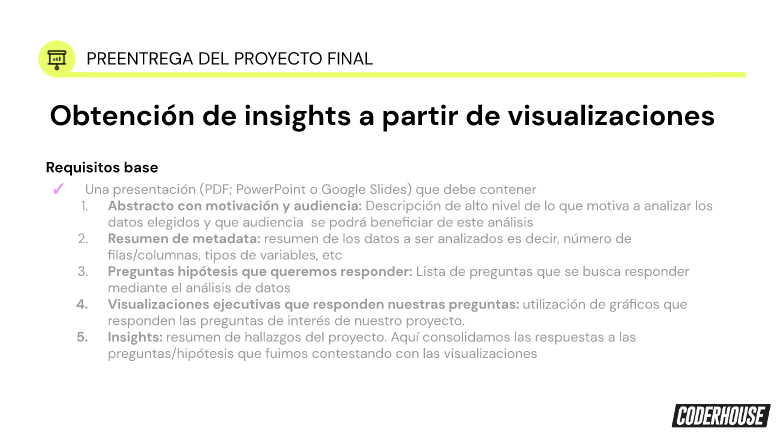 PREENTREGA DEL PROYECTO FINAL
Obtención de insights a partir de visualizaciones
Requisitos base
✓ Una presentación (PDF; PowerPoint o Google Slides) que debe contener
1. Abstracto con motivación y audiencia: Descripción de alto nivel de lo que motiva a analizar los
datos elegidos y que audiencia se podrá beneficiar de este análisis
2. Resumen de metadata: resumen de los datos a ser analizados es decir, número de
filas/columnas, tipos de variables, etc
3. Preguntas hipótesis que queremos responder: Lista de preguntas que se busca responder
mediante el análisis de datos
4. Visualizaciones ejecutivas que responden nuestras preguntas: utilización de gráficos que
responden las preguntas de interés de nuestro proyecto.
5. Insights: resumen de hallazgos del proyecto. Aquí consolidamos las respuestas a las
preguntas/hipótesis que fuimos contestando con las visualizaciones
CODERHOUSE